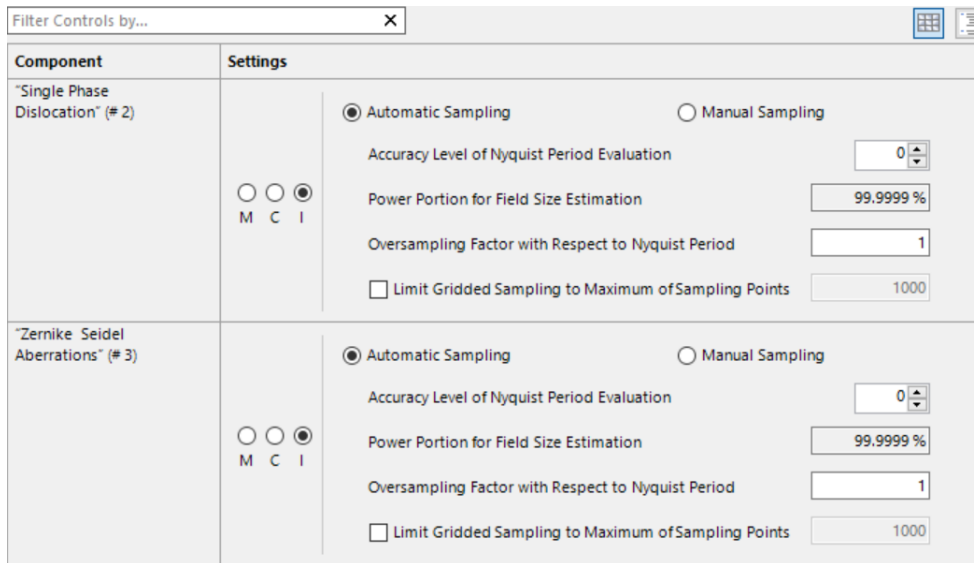 Filter Controls by...
Component Settings
"Single Phase
Dislocation" (# 2)
Automatic Sampling Manual Sampling
Accuracy Level of Nyquist Period Evaluation 0
M C I
Power Portion for Field Size Estimation 99.9999 %
Oversampling Factor with Respect to Nyquist Period 1
Limit Gridded Sampling to Maximum of Sampling Points 1000
"Zernike Seidel
Aberrations" (# 3)
Automatic Sampling Manual Sampling
Accuracy Level of Nyquist Period Evaluation 0
M C I
Power Portion for Field Size Estimation 99.9999 %
Oversampling Factor with Respect to Nyquist Period 1
Limit Gridded Sampling to Maximum of Sampling Points 1000